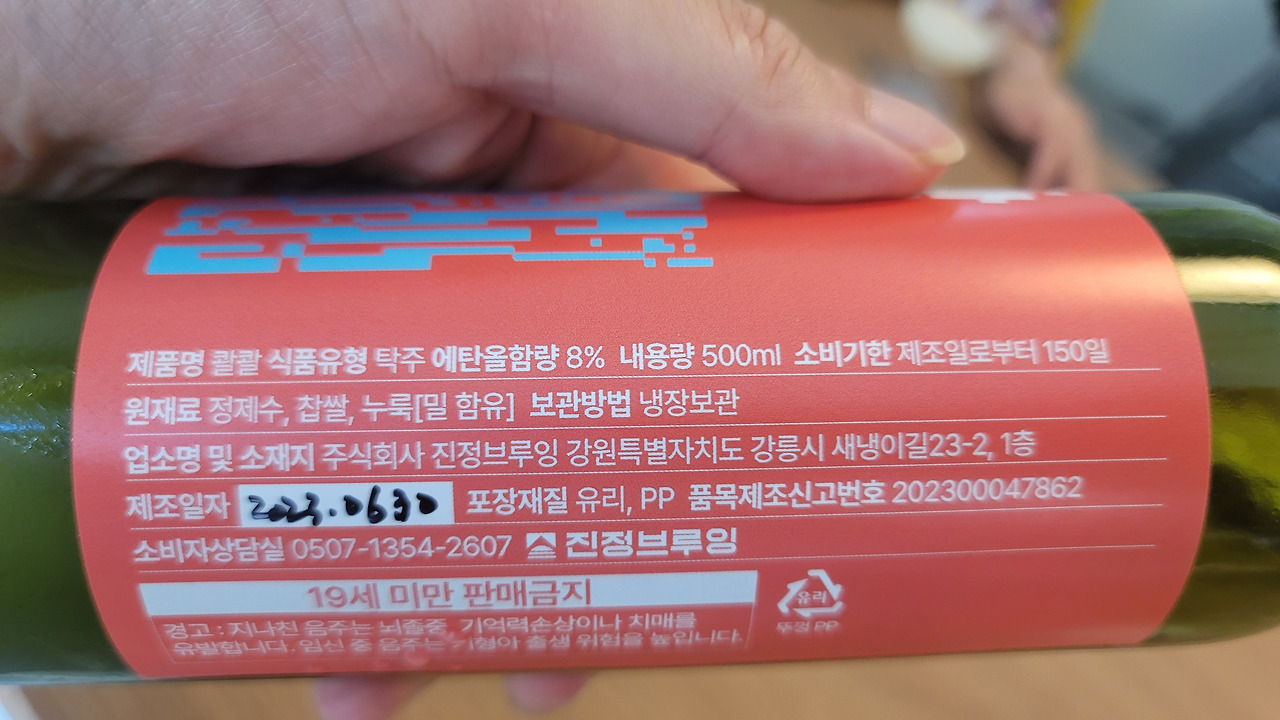 제품명 콸콸 식품유형 탁주 에탄올함량 8% 내용량 500ml 소비기한 제조일로부터 150일
원재료 정제수, 찹쌀, 누룩[밀 함유] 보관방법 냉장보관
업소명 및 소재지 주식회사 진정브루잉 강원특별자치도 강릉시 새냉이길23-2, 1층
제조일자 2023.0630 포장재질 유리, PP 품목제조신고번호 202300047862
소비자상담실 0507-1354-2607 진정브루잉
19세 미만 판매금지
경고 : 지나친 음주는 뇌졸중, 기억력손상이나 치매를
유발합니다. 임신 중 음주는 기형아 출생 위험을 높입니다.
유리
뚜껑 PP